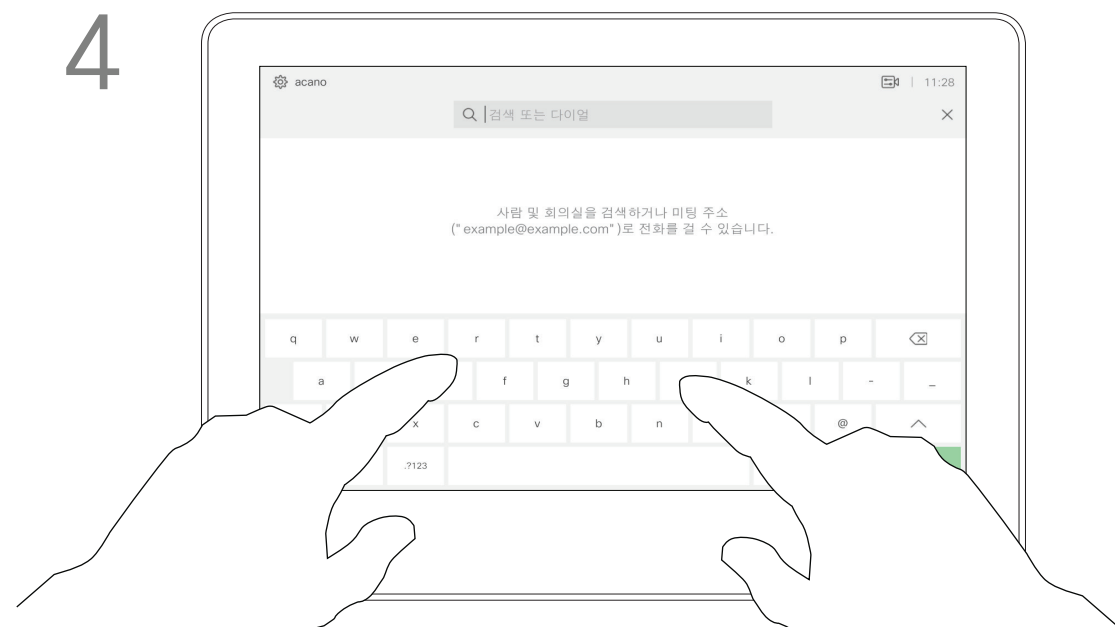 4
acano
11:28
검색 또는 다이얼
사람 및 회의실을 검색하거나 미팅 주소
("example@example.com")로 전화를 걸 수 있습니다.
q w e r t y u i o p
a f g h k l - _
x c v b n @
.?123